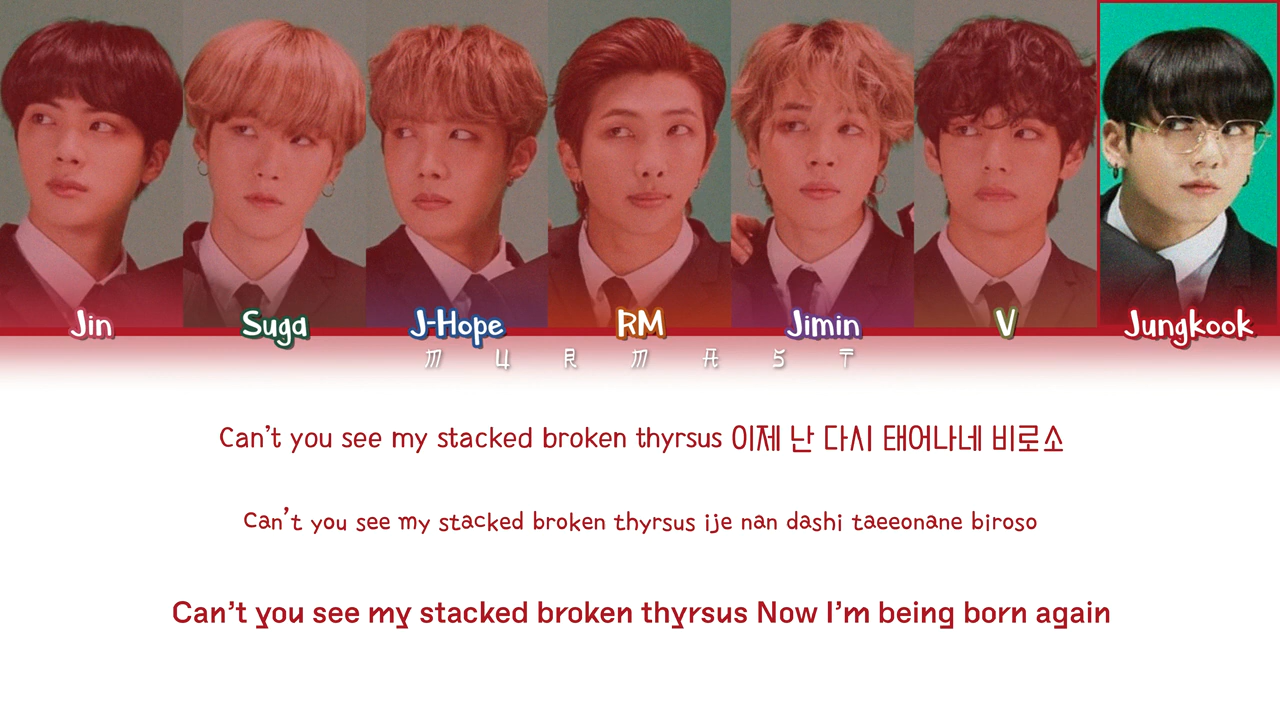 Jin Suga J-Hope RM Jimin V Jungkook
MURMAST
Can't you see my stacked broken thyrsus 이제 난 다시 태어나네 비로소
Can't you see my stacked broken thyrsus ije nan dashi taeeonane biroso
Can't you see my stacked broken thyrsus Now I'm being born again